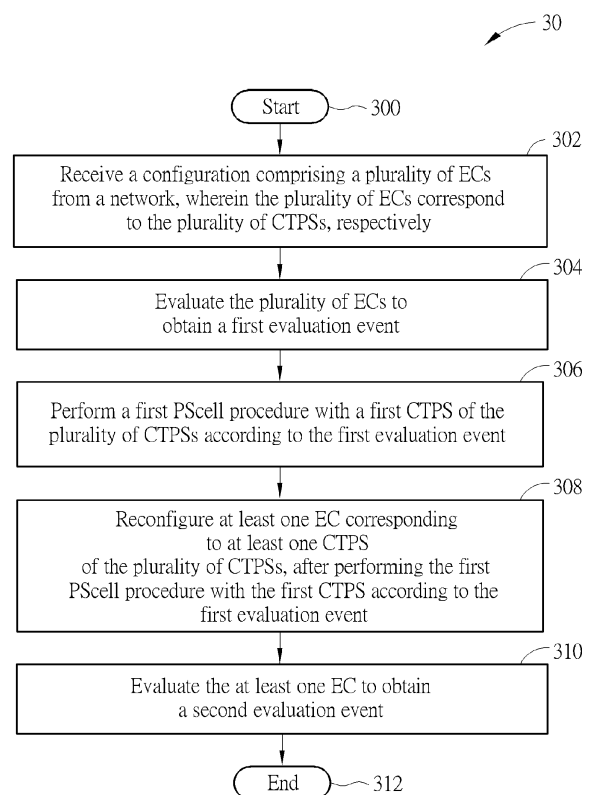 30
Start
300
302
Receive a configuration comprising a plurality of ECs
from a network, wherein the plurality of ECs correspond
to the plurality of CTPSs, respectively
304
Evaluate the plurality of ECs to
obtain a first evaluation event
306
Perform a first PScell procedure with a first CTPS of the
plurality of CTPSs according to the first evaluation event
308
Reconfigure at least one EC corresponding
to at least one CTPS
of the plurality of CTPSs, after performing the first
PScell procedure with the first CTPS according to the
first evaluation event
310
Evaluate the at least one EC to obtain
a second evaluation event
End
312